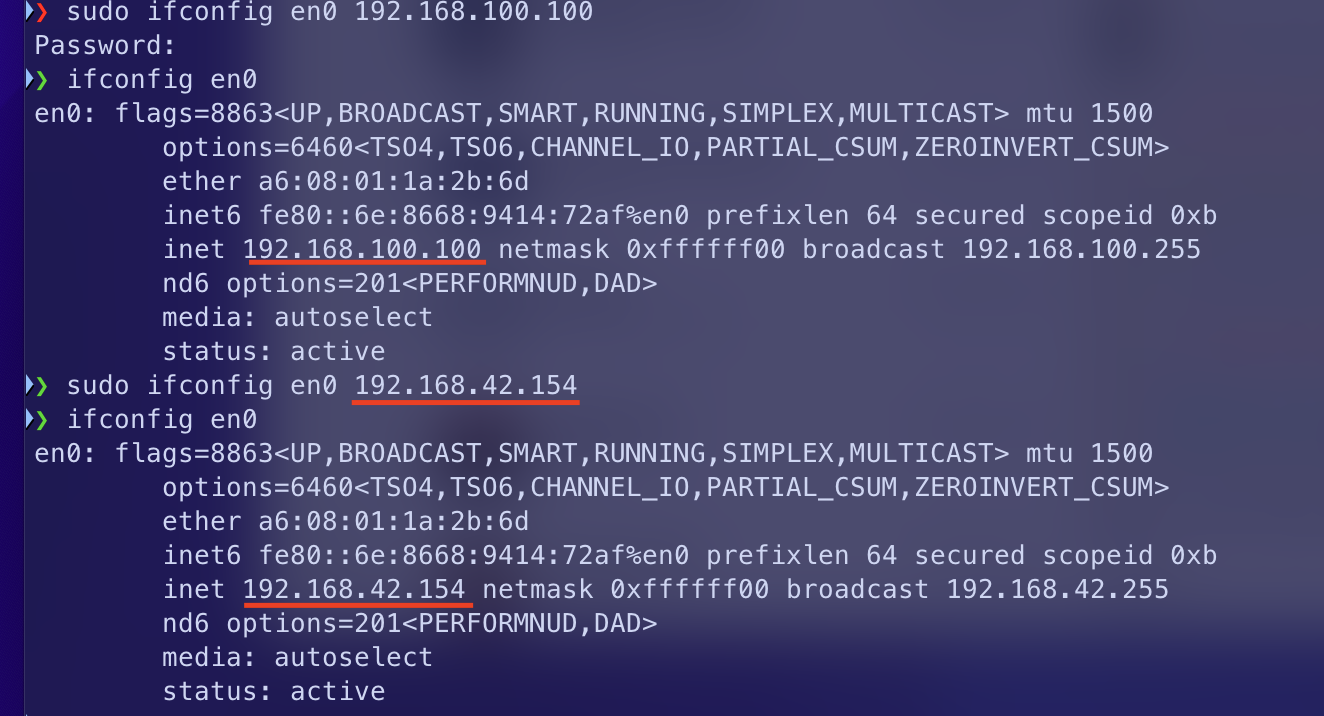 ❯ sudo ifconfig en0 192.168.100.100
Password:
❯ ifconfig en0
en0: flags=8863<UP,BROADCAST,SMART,RUNNING,SIMPLEX,MULTICAST> mtu 1500
options=6460<TSO4,TSO6,CHANNEL_IO,PARTIAL_CSUM,ZEROINVERT_CSUM>
ether a6:08:01:1a:2b:6d
inet6 fe80::6e:8668:9414:72af%en0 prefixlen 64 secured scopeid 0xb
inet 192.168.100.100 netmask 0xffffff00 broadcast 192.168.100.255
nd6 options=201<PERFORMNUD,DAD>
media: autoselect
status: active
❯ sudo ifconfig en0 192.168.42.154
❯ ifconfig en0
en0: flags=8863<UP,BROADCAST,SMART,RUNNING,SIMPLEX,MULTICAST> mtu 1500
options=6460<TSO4,TSO6,CHANNEL_IO,PARTIAL_CSUM,ZEROINVERT_CSUM>
ether a6:08:01:1a:2b:6d
inet6 fe80::6e:8668:9414:72af%en0 prefixlen 64 secured scopeid 0xb
inet 192.168.42.154 netmask 0xffffff00 broadcast 192.168.42.255
nd6 options=201<PERFORMNUD,DAD>
media: autoselect
status: active